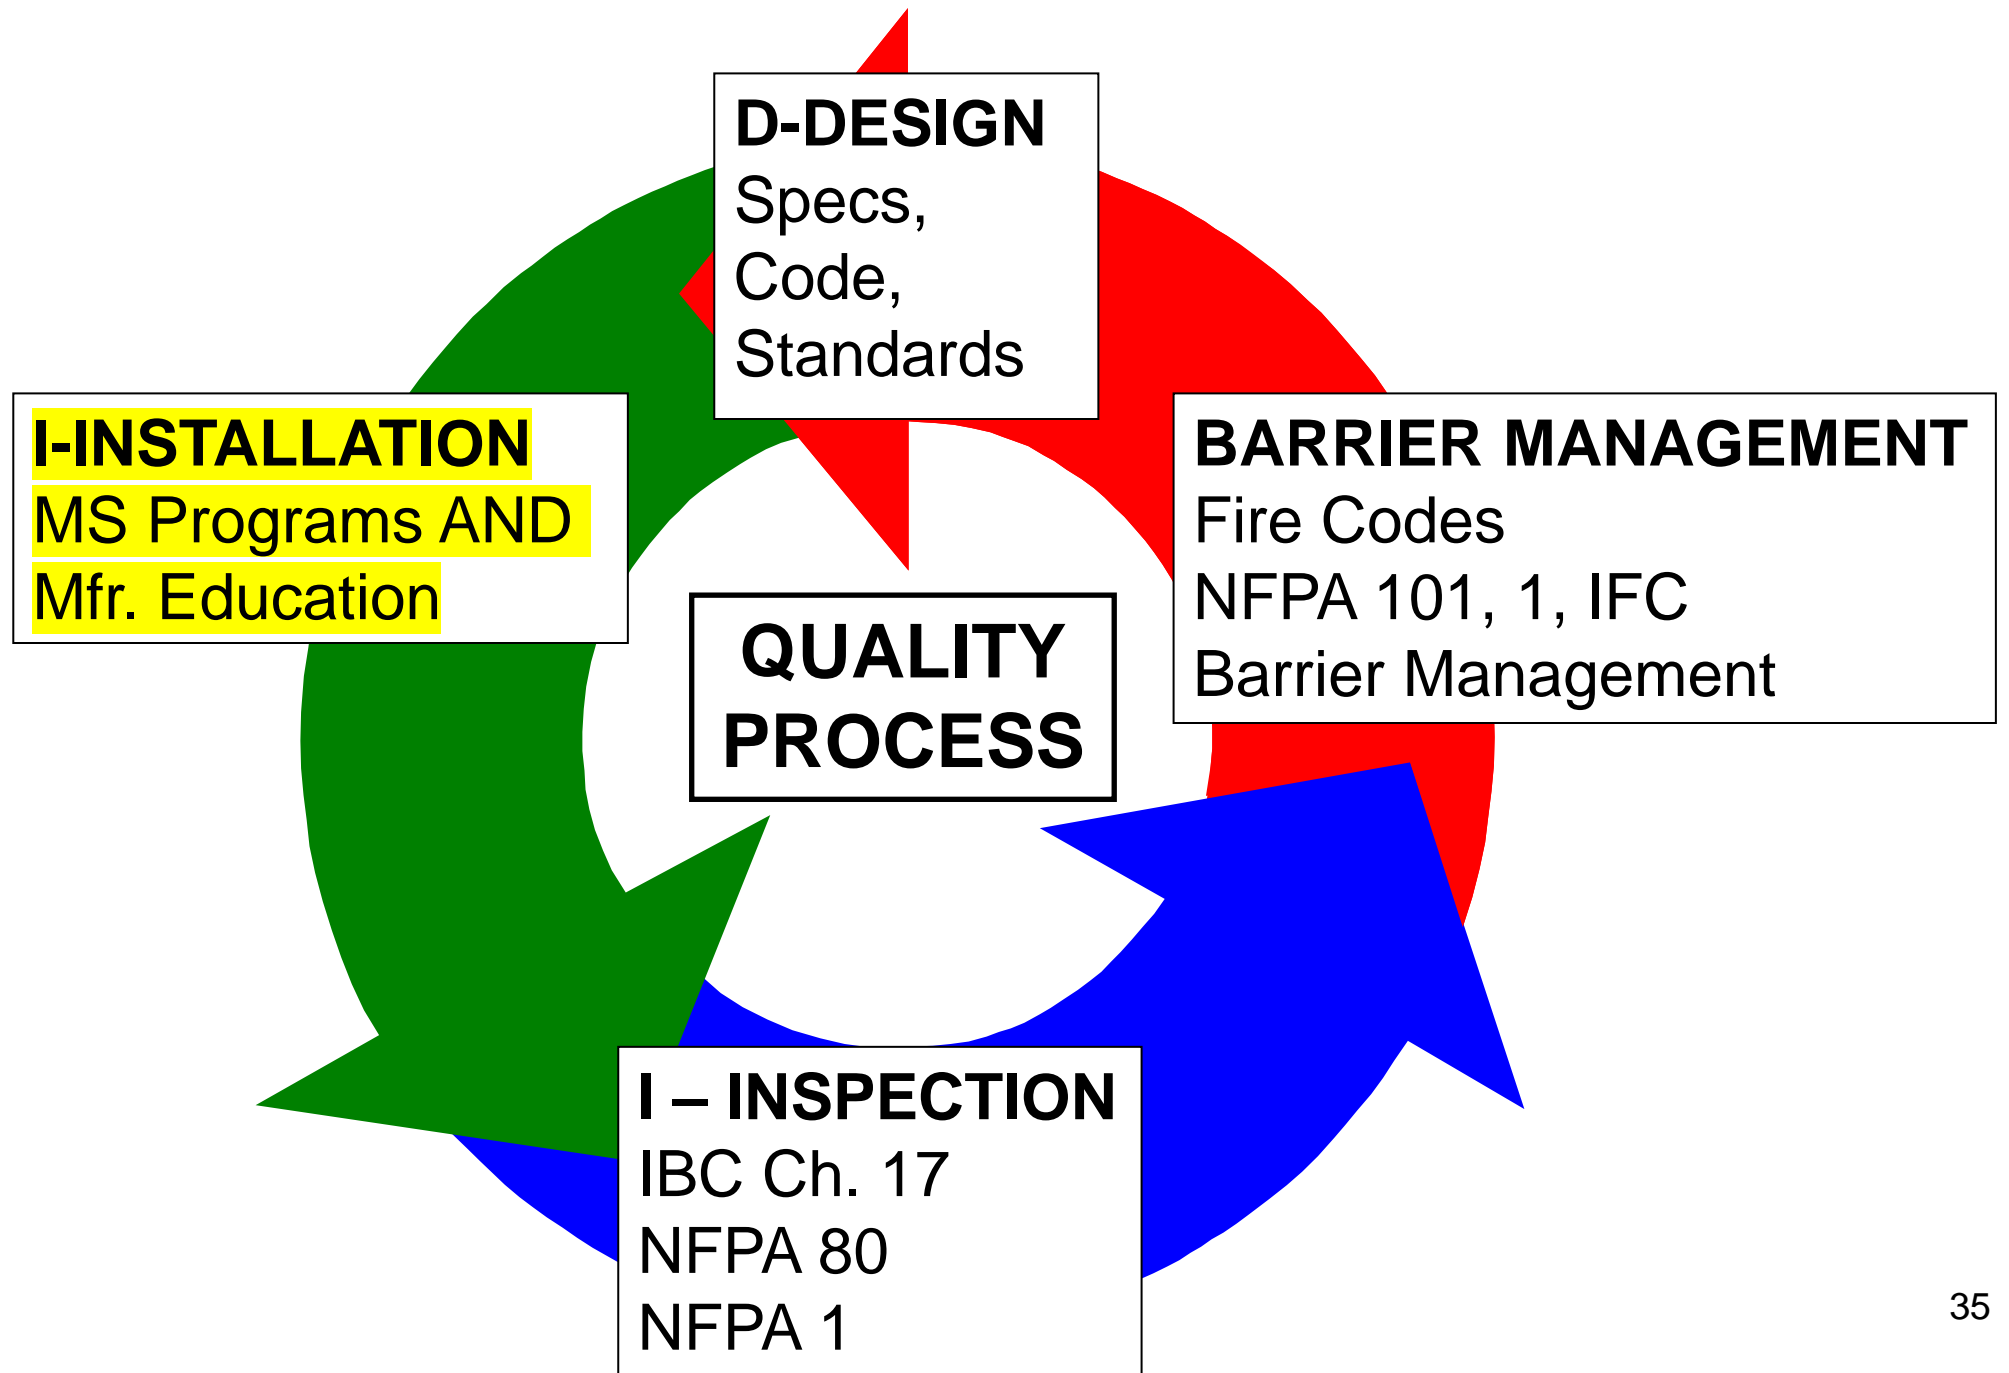 D-DESIGN
Specs,
Code,
Standards
I-INSTALLATION
MS Programs AND
Mfr. Education
BARRIER MANAGEMENT
Fire Codes
NFPA 101, 1, IFC
Barrier Management
QUALITY
PROCESS
I – INSPECTION
IBC Ch. 17
NFPA 80
NFPA 1
35